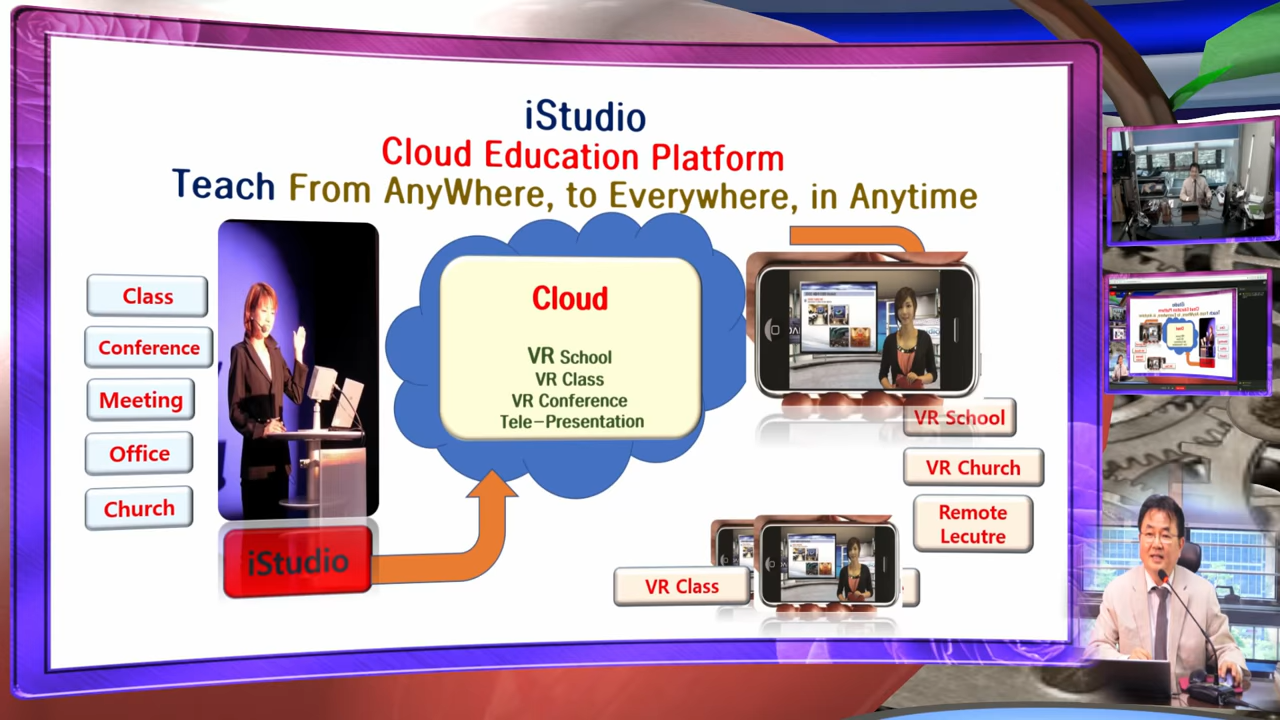 iStudio
Cloud Education Platform
Teach From AnyWhere, to Everywhere, in Anytime
Class
Conference
Meeting
Office
Church
iStudio
Cloud
VR School
VR Class
VR Conference
Tele-Presentation
VR School
VR Church
Remote
Lecutre
VR Class